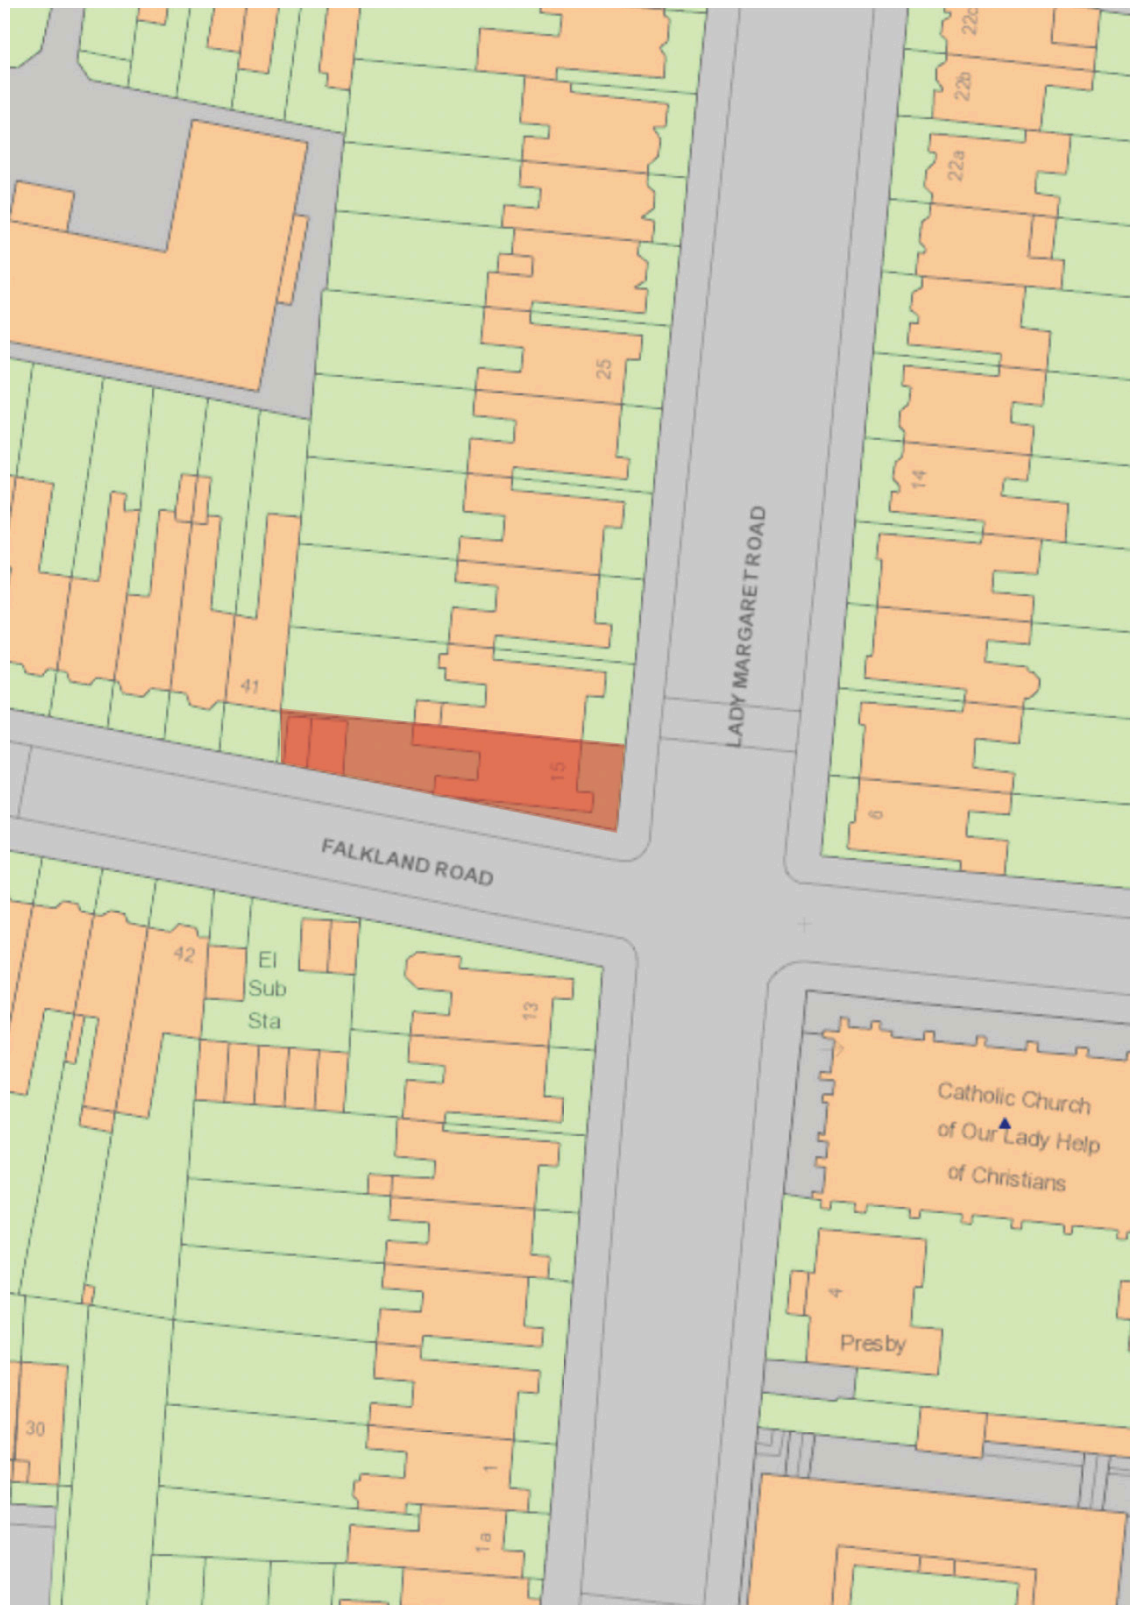 22c
22b
22a
25
14
LADY MARGARET ROAD
41
15
6
FALKLAND ROAD
42
El
Sub
Sta
13
Catholic Church
of Our Lady Help
of Christians
4
Presby
30
1
1a